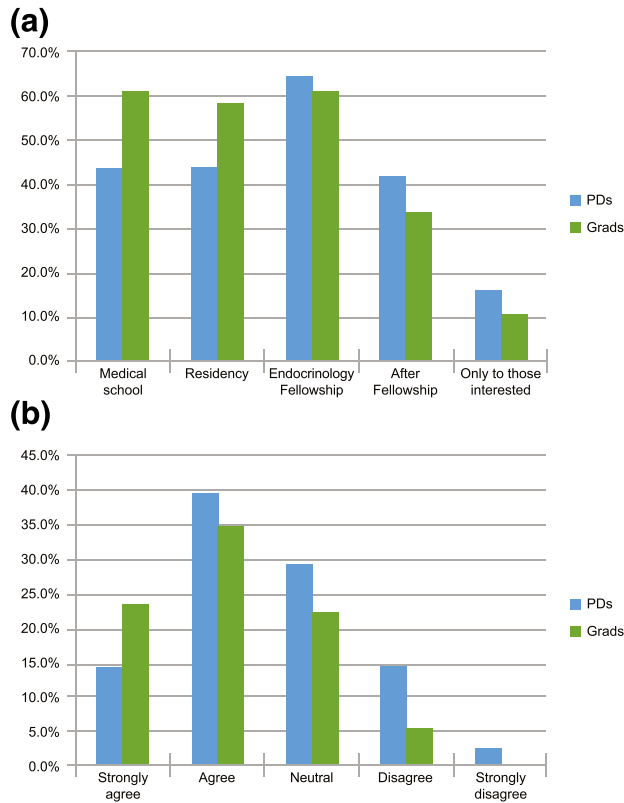 (a)
70.0%
60.0%
50.0%
40.0%
30.0%
20.0%
10.0%
0.0%
Medical
school
Residency
Endocrinology
Fellowship
After
Fellowship
Only to those
interested
PDs
Grads
(b)
45.0%
40.0%
35.0%
30.0%
25.0%
20.0%
15.0%
10.0%
5.0%
0.0%
Strongly
agree
Agree
Neutral
Disagree
Strongly
disagree
PDs
Grads